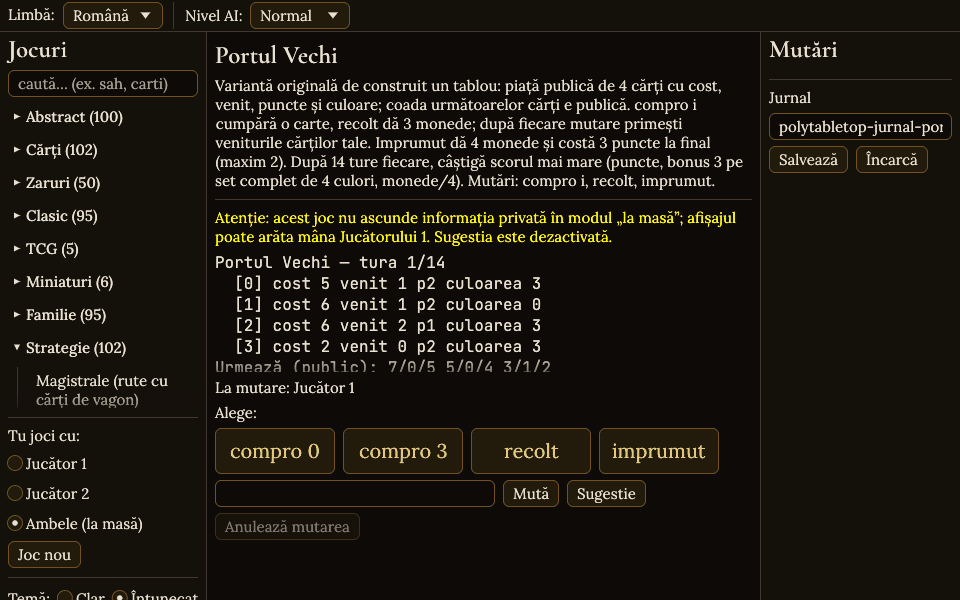 Limbă: Română ▼ Nivel AI: Normal ▼
Jocuri
caută... (ex. sah, carti)
▸ Abstract (100)
▸ Cărți (102)
▸ Zaruri (50)
▸ Clasic (95)
▸ TCG (5)
▸ Miniaturi (6)
▸ Familie (95)
▾ Strategie (102)
Magistrale (rute cu
cărți de vagon)
Tu joci cu:
Jucător 1
Jucător 2
Ambele (la masă)
Joc nou
Temă: Clar Întunecat
Portul Vechi
Variantă originală de construit un tablou: piață publică de 4 cărți cu cost,
venit, puncte și culoare; coada următoarelor cărți e publică. compro i
cumpără o carte, recolt dă 3 monede; după fiecare mutare primești
veniturile cărților tale. Imprumut dă 4 monede și costă 3 puncte la final
(maxim 2). După 14 ture fiecare, câștigă scorul mai mare (puncte, bonus 3 pe
set complet de 4 culori, monede/4). Mutări: compro i, recolt, imprumut.
Atenție: acest joc nu ascunde informația privată în modul „la masă”; afișajul
poate arăta mâna Jucătorului 1. Sugestia este dezactivată.
Portul Vechi — tura 1/14
[0] cost 5 venit 1 p2 culoarea 3
[1] cost 6 venit 1 p2 culoarea 0
[2] cost 6 venit 2 p1 culoarea 3
[3] cost 2 venit 0 p2 culoarea 3
Urmează (public): 7/0/5 5/0/4 3/1/2
La mutare: Jucător 1
Alege:
compro 0 compro 3 recolt imprumut
Mută Sugestie
Anulează mutarea
Mutări
Jurnal
polytabletop-jurnal-por
Salvează Încarcă